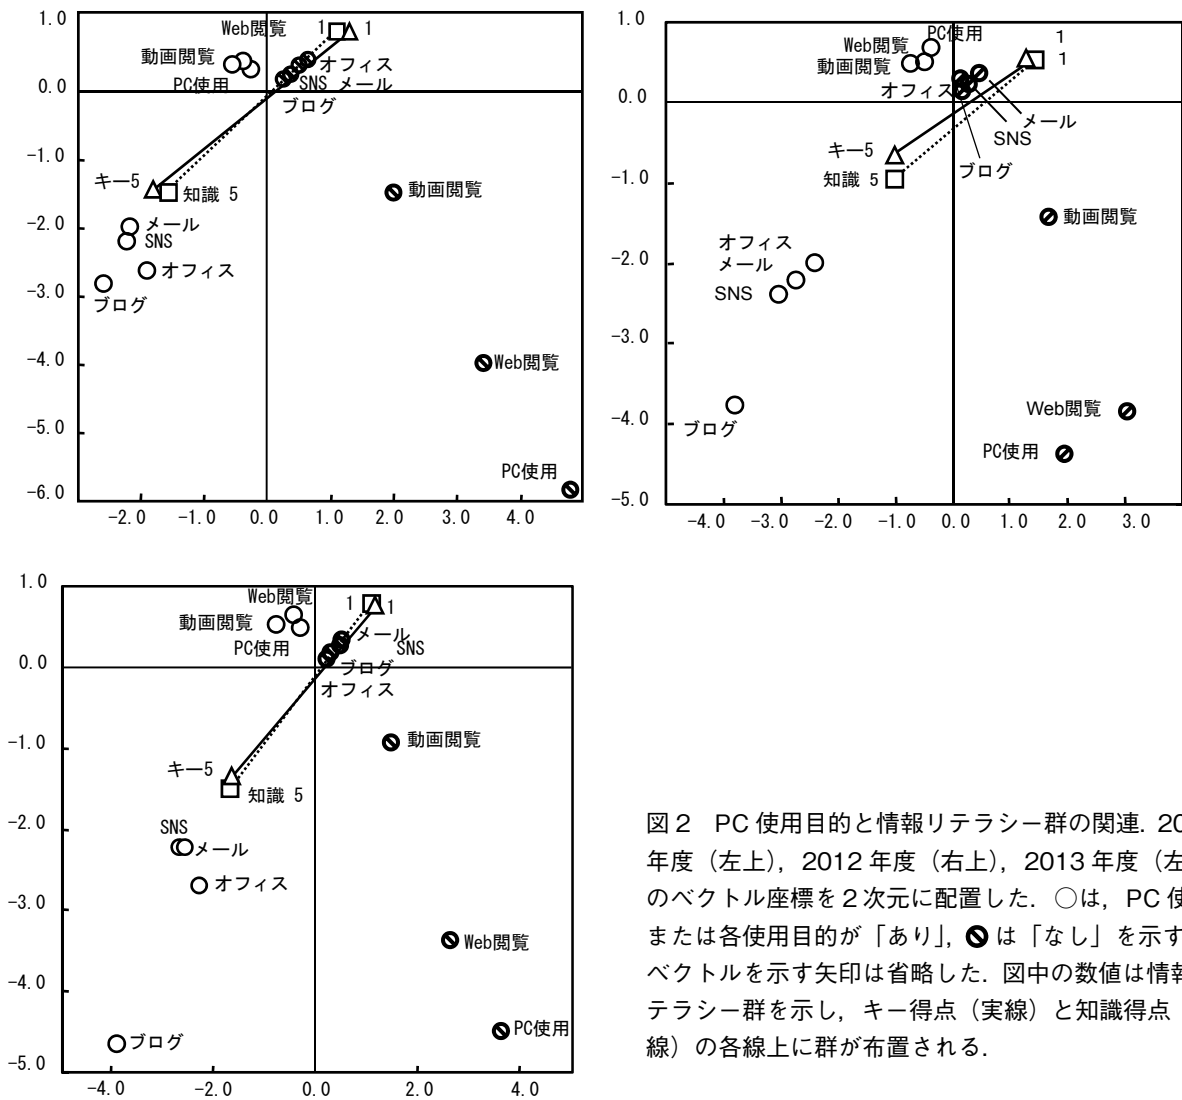 1.0
Web閲覧
1
1
動画閲覧
オフィス
PC使用
SNS メール
0.0
ブログ
-1.0
キー5
知識 5
動画閲覧
メール
-2.0
SNS
オフィス
-3.0
ブログ
-4.0
Web閲覧
-5.0
PC使用
-6.0
-2.0 -1.0 0.0 1.0 2.0 3.0 4.0
1.0
PC使用
1
Web閲覧
1
動画閲覧
オフィス
0.0
メール
SNS
キー5
ブログ
知識 5
-1.0
動画閲覧
オフィス
メール
-2.0
SNS
-3.0
Web閲覧
-4.0
ブログ
PC使用
-5.0
-4.0 -3.0 -2.0 -1.0 0.0 1.0 2.0 3.0
1.0
Web閲覧
1
1
動画閲覧
メール
PC使用
SNS
0.0
ブログ
オフィス
-1.0
動画閲覧
キー5
知識 5
-2.0
SNS
メール
オフィス
-3.0
Web閲覧
-4.0
PC使用
ブログ
-5.0
-4.0 -2.0 0.0 2.0 4.0
図2 PC 使用目的と情報リテラシー群の関連. 20
年度（左上），2012 年度（右上），2013 年度（左
のベクトル座標を2次元に配置した．○は，PC 使
または各使用目的が「あり」，⦸は「なし」を示す
ベクトルを示す矢印は省略した．図中の数値は情報
テラシー群を示し，キー得点（実線）と知識得点（
線）の各線上に群が布置される．